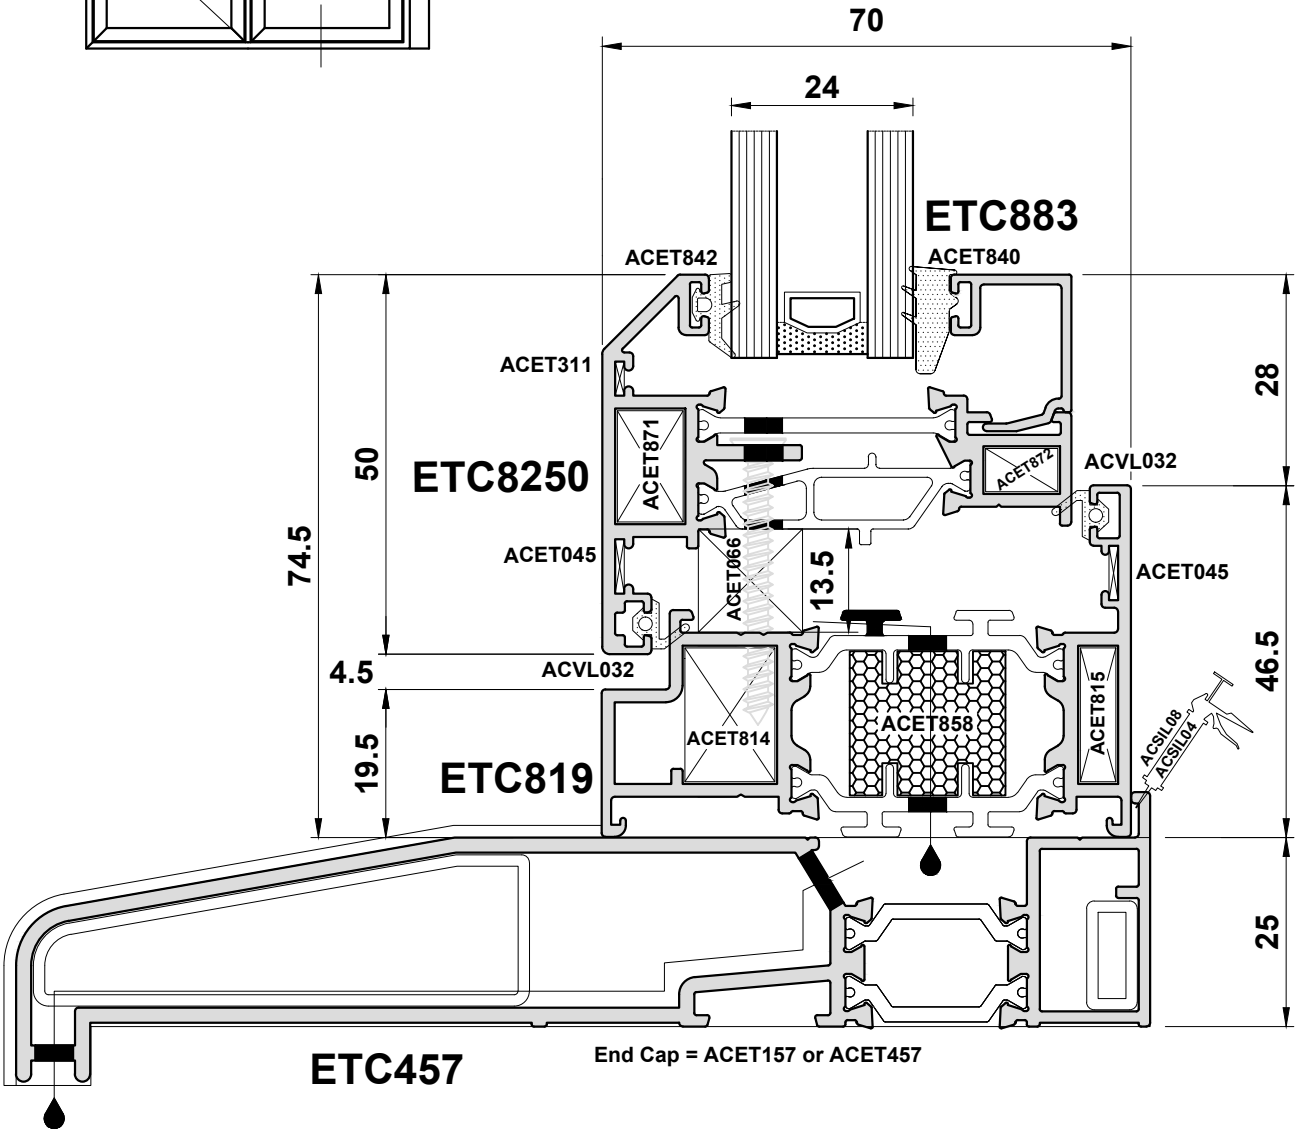 70
24
ETC883
ACET842
ACET840
ACET311
28
50
ACET871
ETC8250
ACET872
ACVL032
74.5
ACET045
ACET066
13.5
ACET045
ACVL032
4.5
46.5
ACET814
ACET858
ACET815
ACSIL08
ACSIL04
19.5
ETC819
25
End Cap = ACET157 or ACET457
ETC457